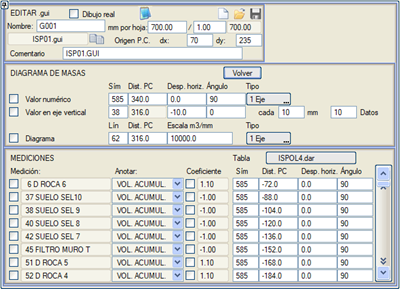 EDITAR .gui Dibujo real
Nombre: G001 mm por hoja: 700.00 / 1.00 700.00
ISP01.gui Origen P.C. dx: 70 dy: 235
Comentario ISP01.GUI
DIAGRAMA DE MASAS Volver
Sím Dist. PC Desp. horiz. Ángulo Tipo
Valor numérico 585 340.0 0.0 90 1 Eje ...
Valor en eje vertical 38 316.0 -10.0 0 cada 10 mm 10 Datos
Lín Dist. PC Escala m3/mm Tipo
Diagrama 62 316.0 10000.0 1 Eje ...
MEDICIONES Tabla ISPOL4.dar
Medición: Anotar: Coeficiente Sím Dist. PC Desp. horiz. Ángulo
6 D ROCA 6 VOL. ACUMUL. 1.10 585 -72.0 0.0 90
37 SUELO SEL10 VOL. ACUMUL. -1.00 585 -88.0 0.0 90
38 SUELO SEL 9 VOL. ACUMUL. -1.00 585 -104.0 0.0 90
40 SUELO SEL 8 VOL. ACUMUL. -1.00 585 -120.0 0.0 90
42 SUELO SEL 7 VOL. ACUMUL. -1.00 585 -136.0 0.0 90
45 FILTRO MURO T VOL. ACUMUL. -1.00 585 -152.0 0.0 90
51 D ROCA 5 VOL. ACUMUL. 1.10 585 -168.0 0.0 90
52 D ROCA 4 VOL. ACUMUL. 1.10 585 -184.0 0.0 90